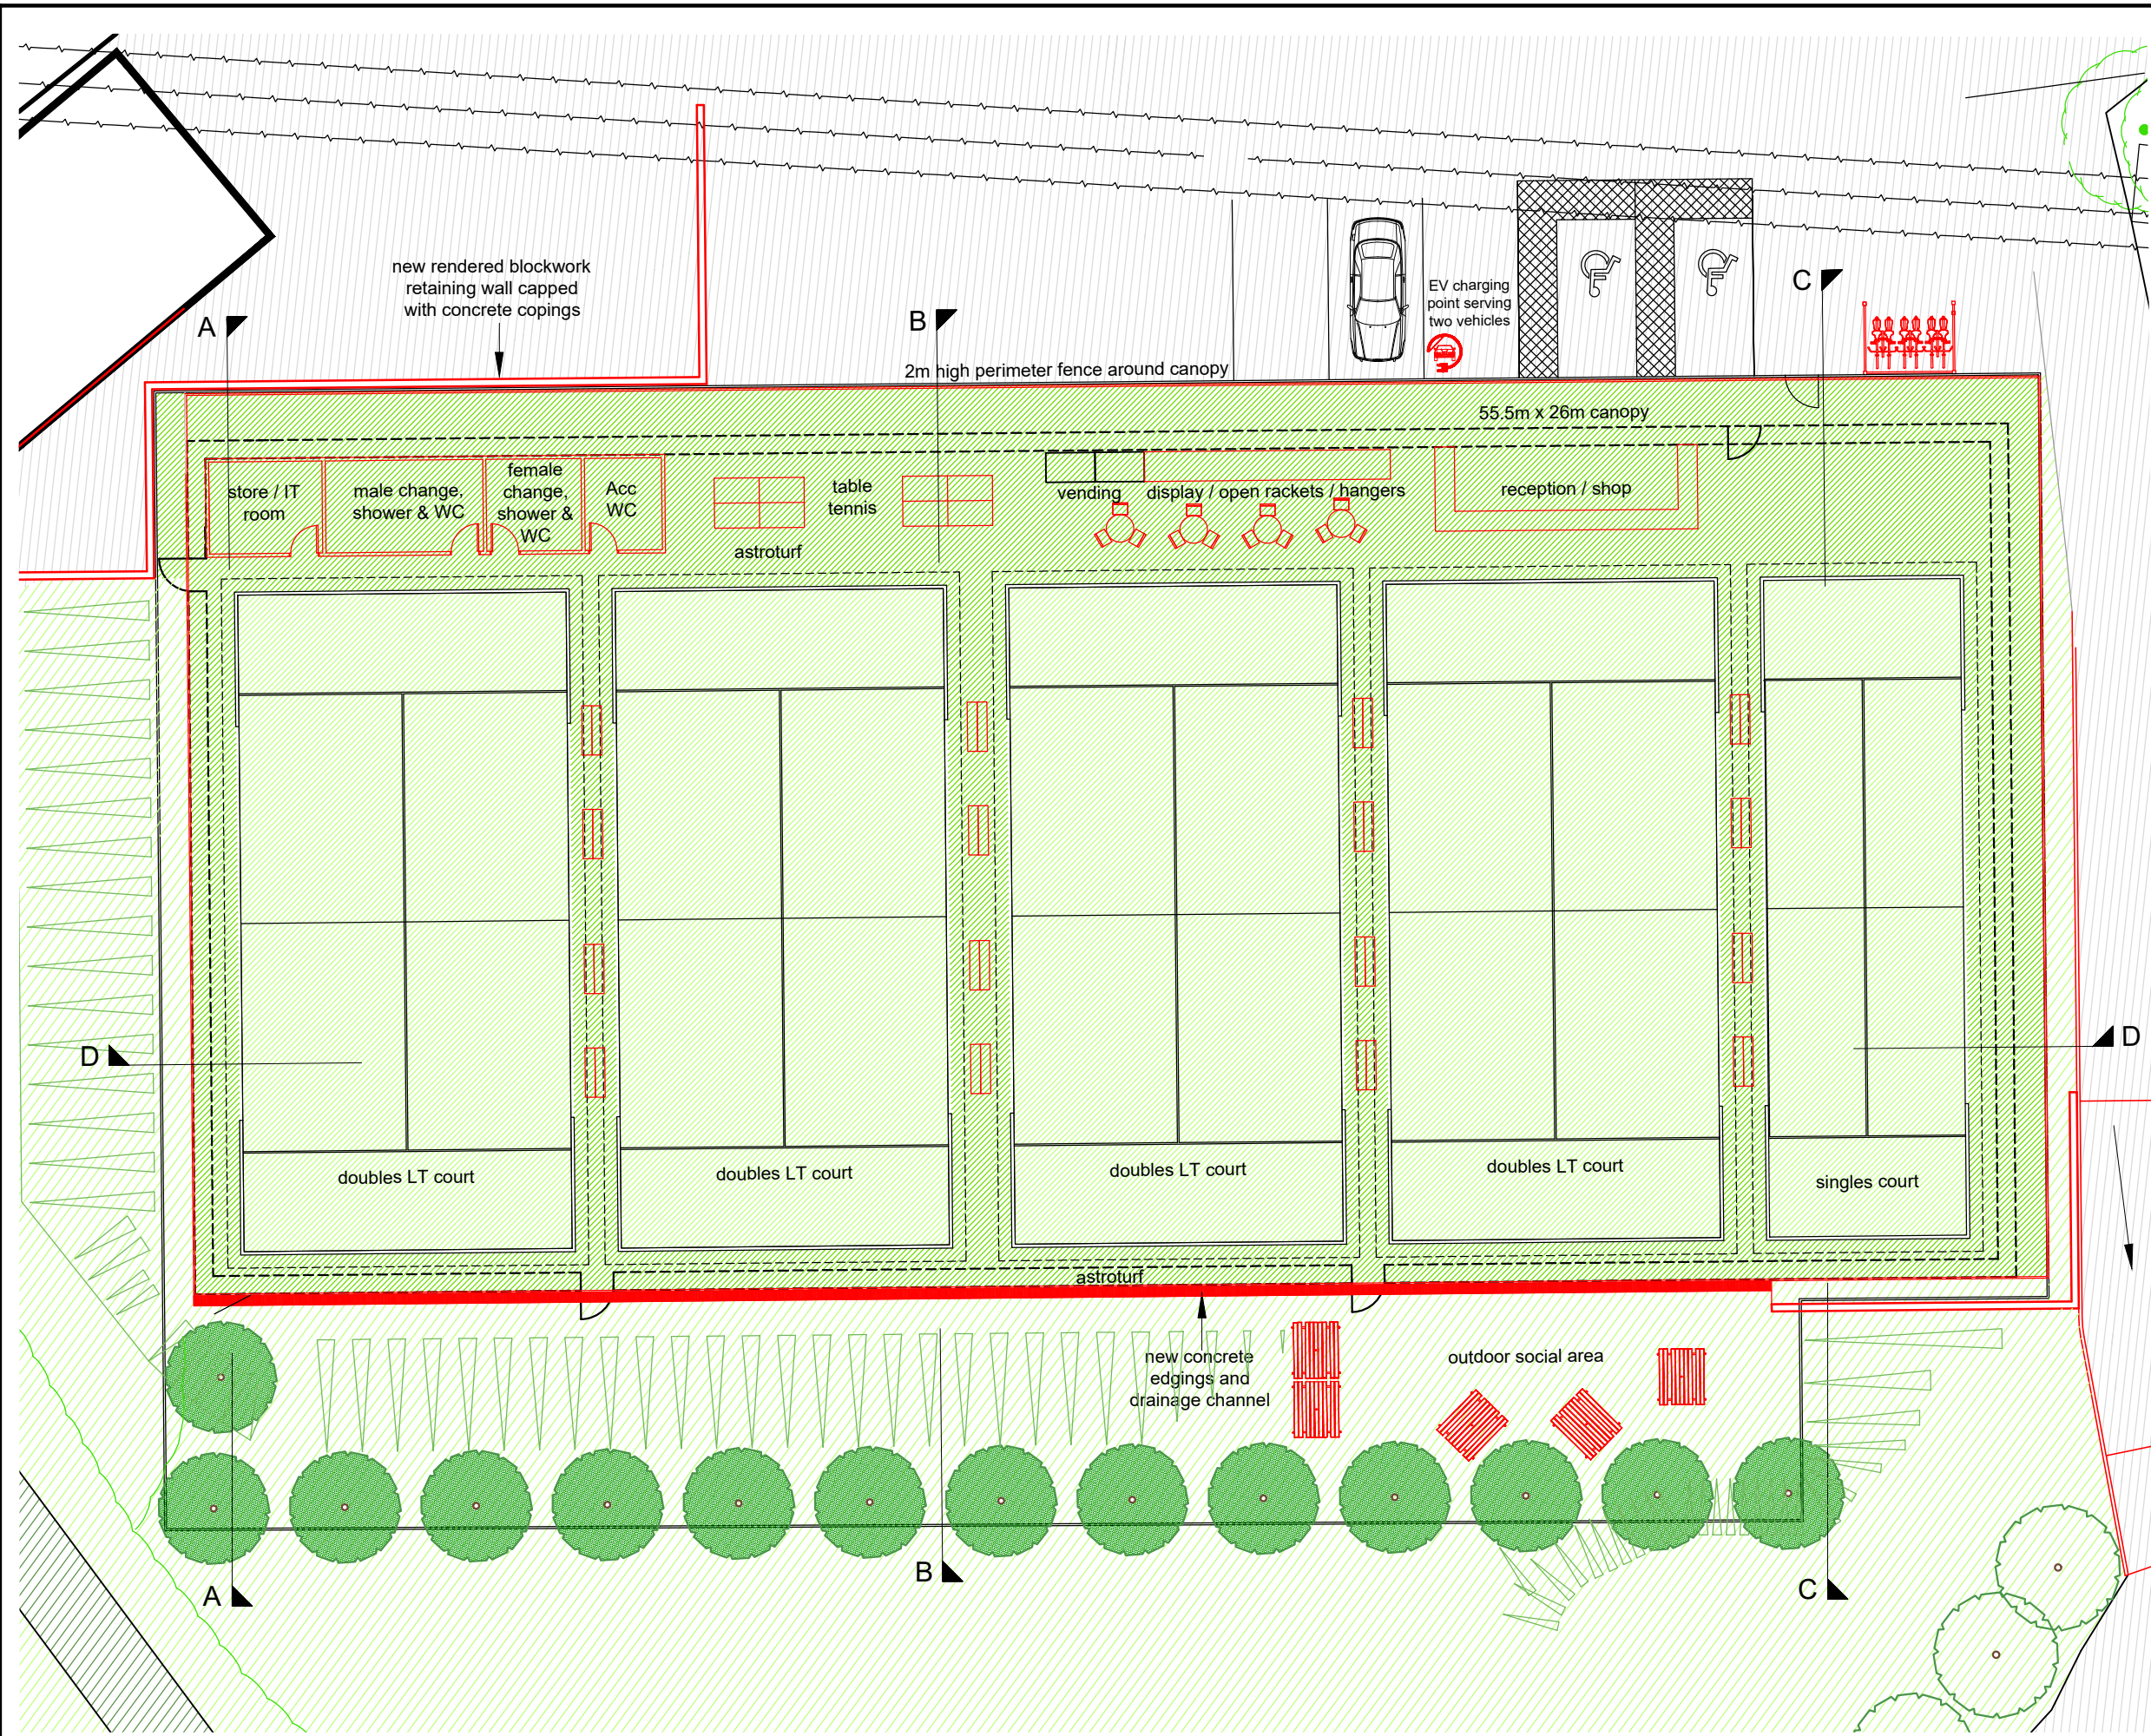 new rendered blockwork
retaining wall capped
with concrete copings
A
B
C
EV charging
point serving
two vehicles
2m high perimeter fence around canopy
55.5m x 26m canopy
store / IT
room
male change,
shower & WC
female
change,
shower &
WC
Acc
WC
table
tennis
astroturf
vending
display / open rackets / hangers
reception / shop
D
D
doubles LT court
doubles LT court
doubles LT court
doubles LT court
singles court
astroturf
new concrete
edgings and
drainage channel
outdoor social area
A
B
C